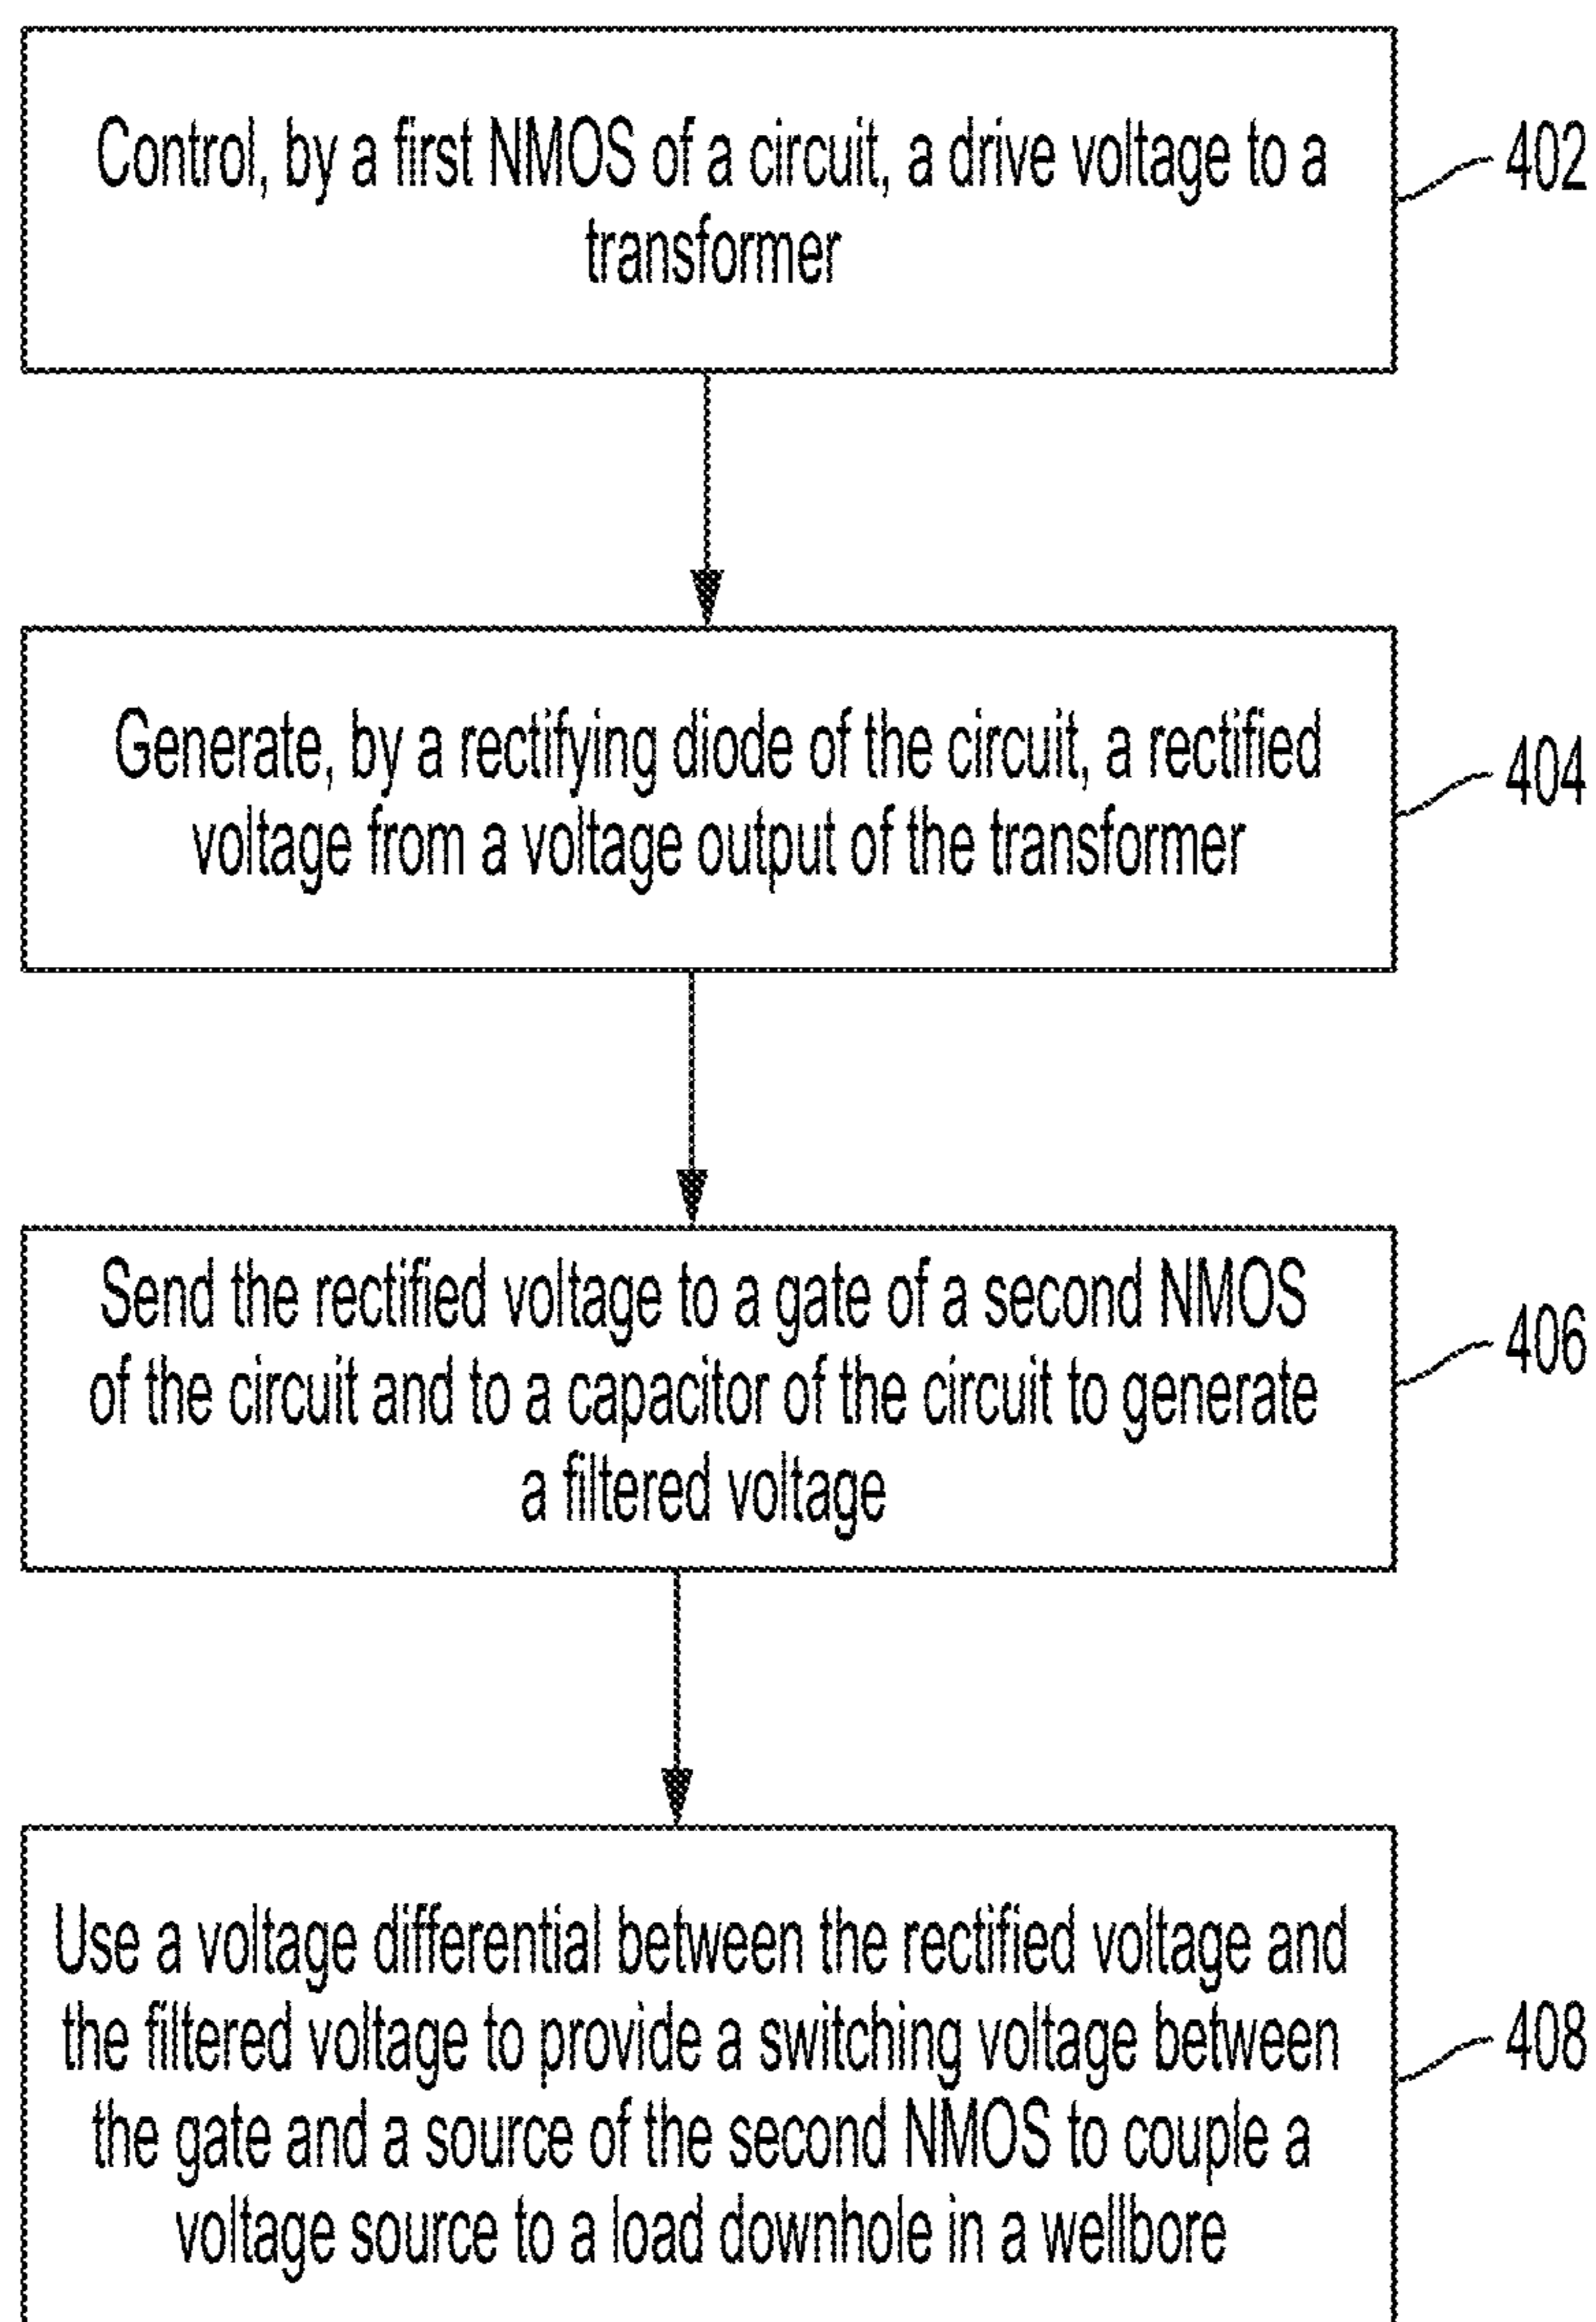 Control, by a first NMOS of a circuit, a drive voltage to a
transformer
402
Generate, by a rectifying diode of the circuit, a rectified
voltage from a voltage output of the transformer
404
Send the rectified voltage to a gate of a second NMOS
of the circuit and to a capacitor of the circuit to generate
a filtered voltage
406
Use a voltage differential between the rectified voltage and
the filtered voltage to provide a switching voltage between
the gate and a source of the second NMOS to couple a
voltage source to a load downhole in a wellbore
408